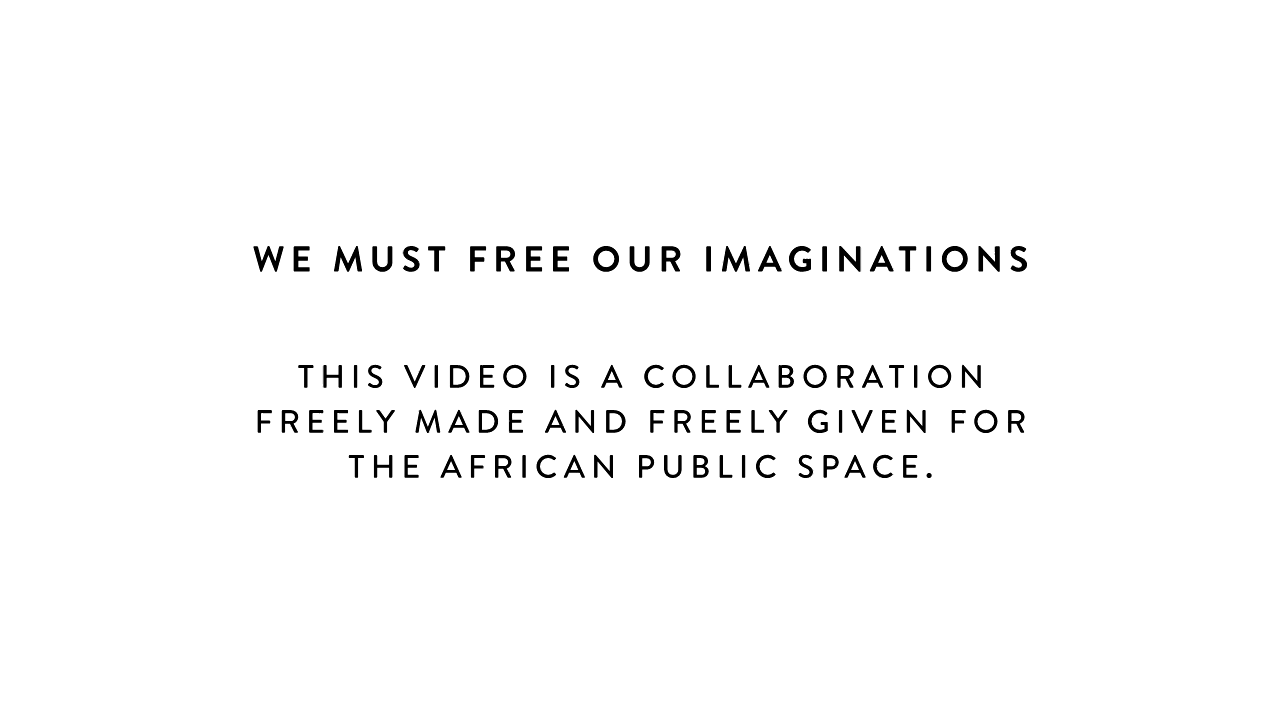 WE MUST FREE OUR IMAGINATIONS
THIS VIDEO IS A COLLABORATION
FREELY MADE AND FREELY GIVEN FOR
THE AFRICAN PUBLIC SPACE.